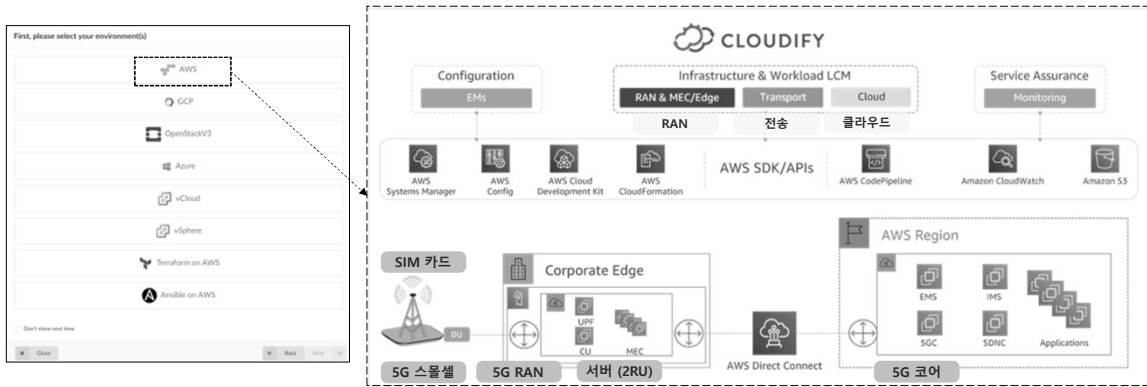 First, please select your environment(s)
AWS
GCP
OpenStackV3
Azure
vCloud
vSphere
Terraform on AWS
Ansible on AWS
Don't show next time
Close
Back
Next
CLOUDIFY
Configuration
EMs
Infrastructure & Workload LCM
RAN & MEC/Edge
Transport
Cloud
RAN
전송
클라우드
Service Assurance
Monitoring
AWS
Systems Manager
AWS
Config
AWS Cloud
Development Kit
AWS
CloudFormation
AWS SDK/APIs
AWS CodePipeline
Amazon CloudWatch
Amazon S3
SIM 카드
DU
5G 스몰셀
Corporate Edge
UPF
CU
MEC
5G RAN
서버 (2RU)
AWS Direct Connect
AWS Region
EMS
IMS
5GC
SDNC
Applications
5G 코어